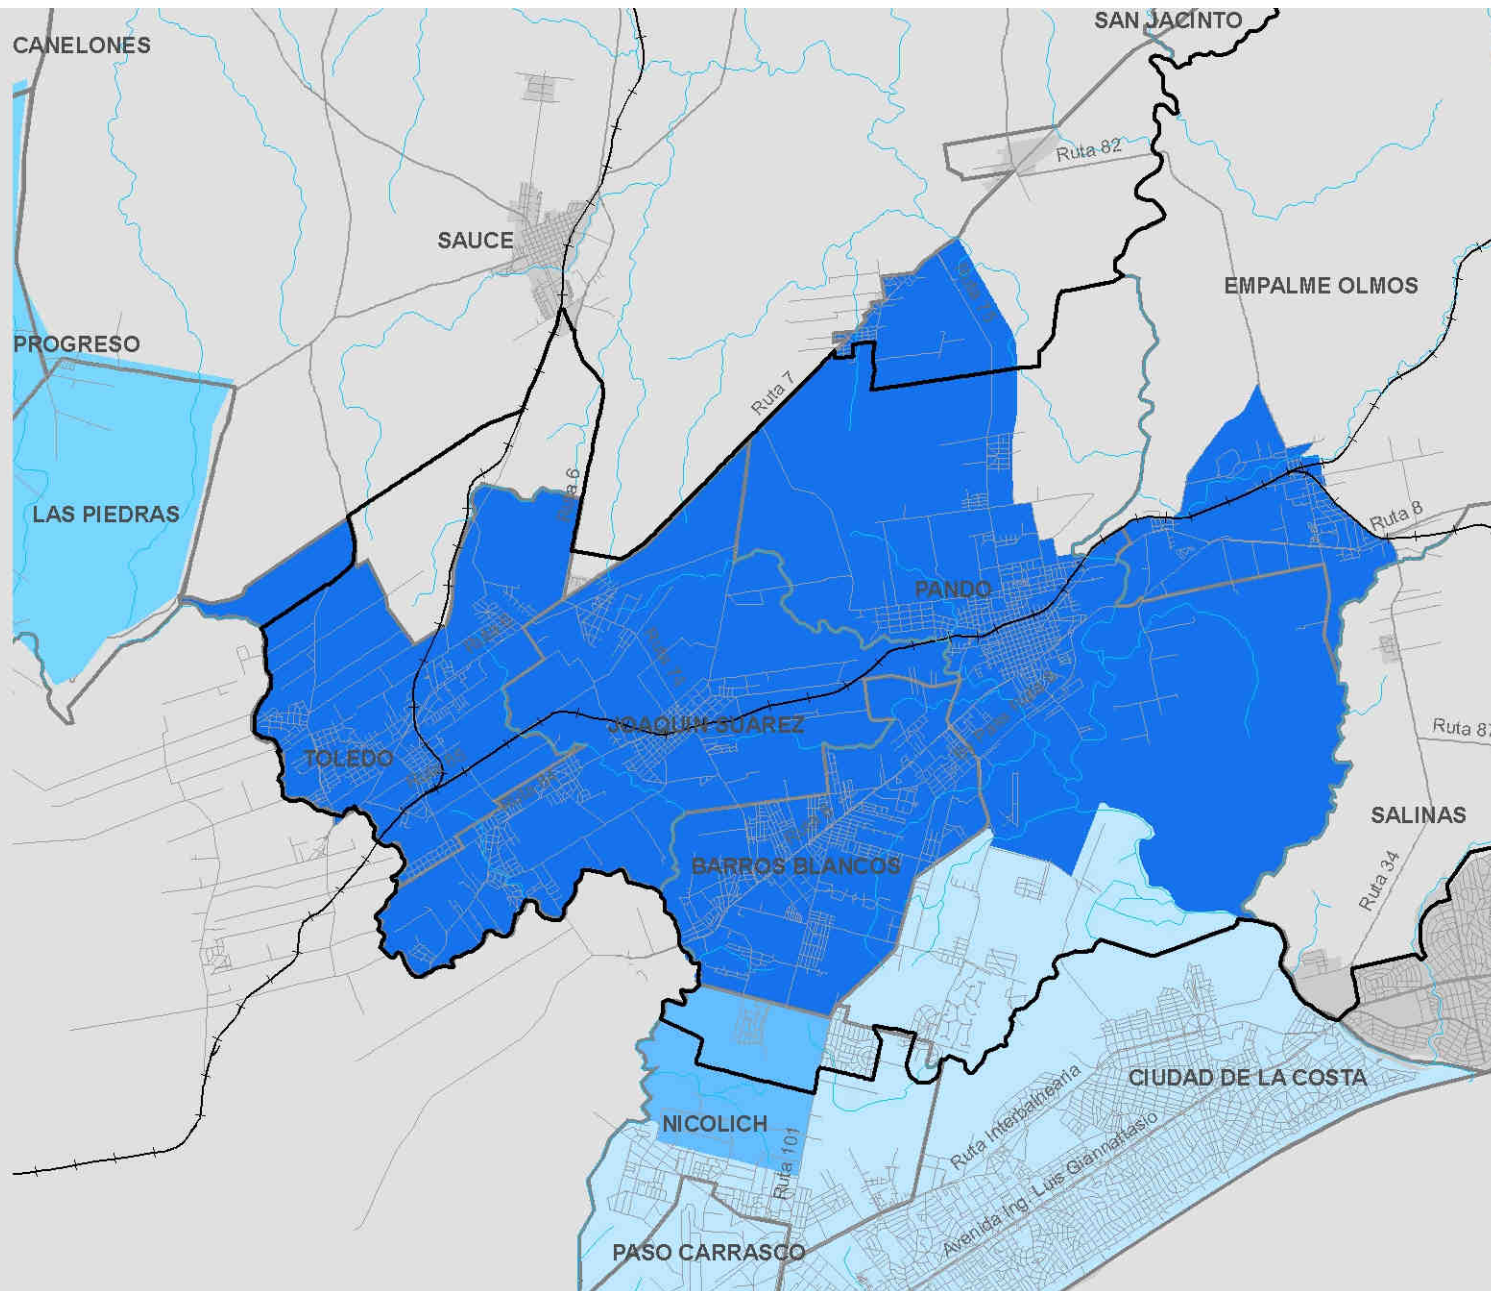 SAN JACINTO
CANELONES
Ruta 82
SAUCE
EMPALME OLMOS
PROGRESO
Ruta 7
Ruta 6
LAS PIEDRAS
Ruta 8
PANDO
Ruta 74
JOAQUIN SUAREZ
Ruta 87
TOLEDO
SALINAS
BARROS BLANCOS
Ruta 34
CIUDAD DE LA COSTA
Ruta Interbalnearia
NICOLICH
Ruta 101
Avenida Ing. Luis Giannattasio
PASO CARRASCO